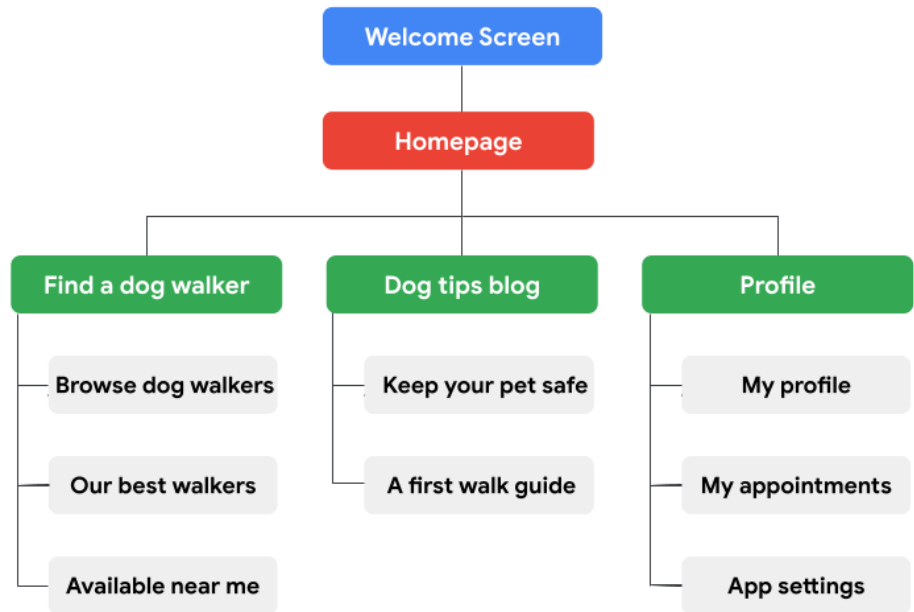 Welcome Screen
Homepage
Find a dog walker
Dog tips blog
Profile
Browse dog walkers
Keep your pet safe
My profile
Our best walkers
A first walk guide
My appointments
Available near me
App settings